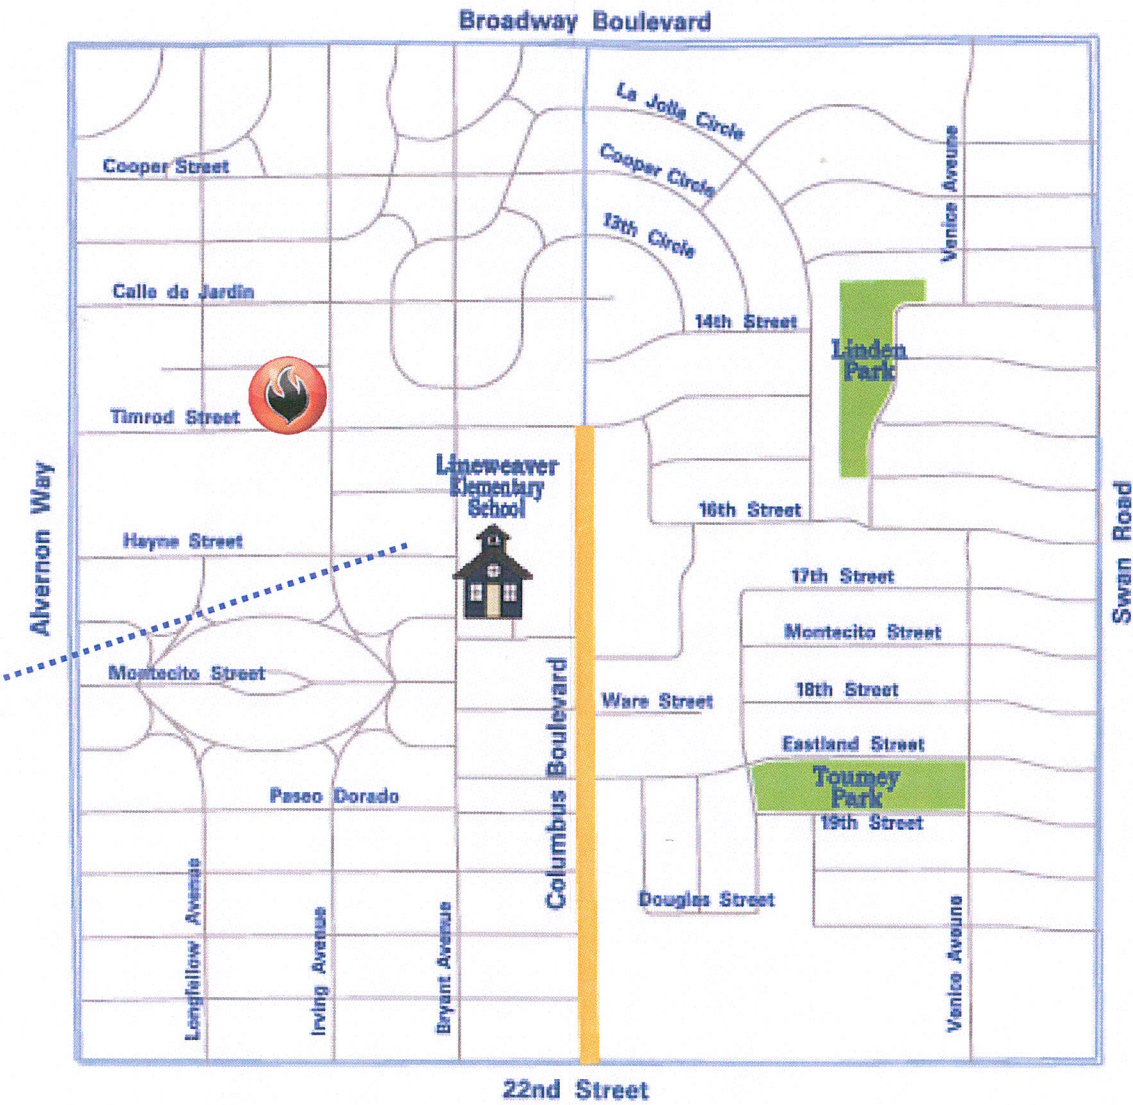 Broadway Boulevard
La Jolla Circle
Cooper Circle
13th Circle
Venice Aveune
Cooper Street
Calle de Jardin
14th Street
Linden
Park
Timrod Street
Lineweaver
Elementary
School
16th Street
Alvernon Way
Swan Road
Hayne Street
17th Street
Montecito Street
Montecito Street
Ware Street
18th Street
Eastland Street
Toumey
Park
19th Street
Paseo Dorado
Columbus Boulevard
Douglas Street
Longfellow Avenue
Irving Avenue
Bryant Avenue
Venice Aveune
22nd Street